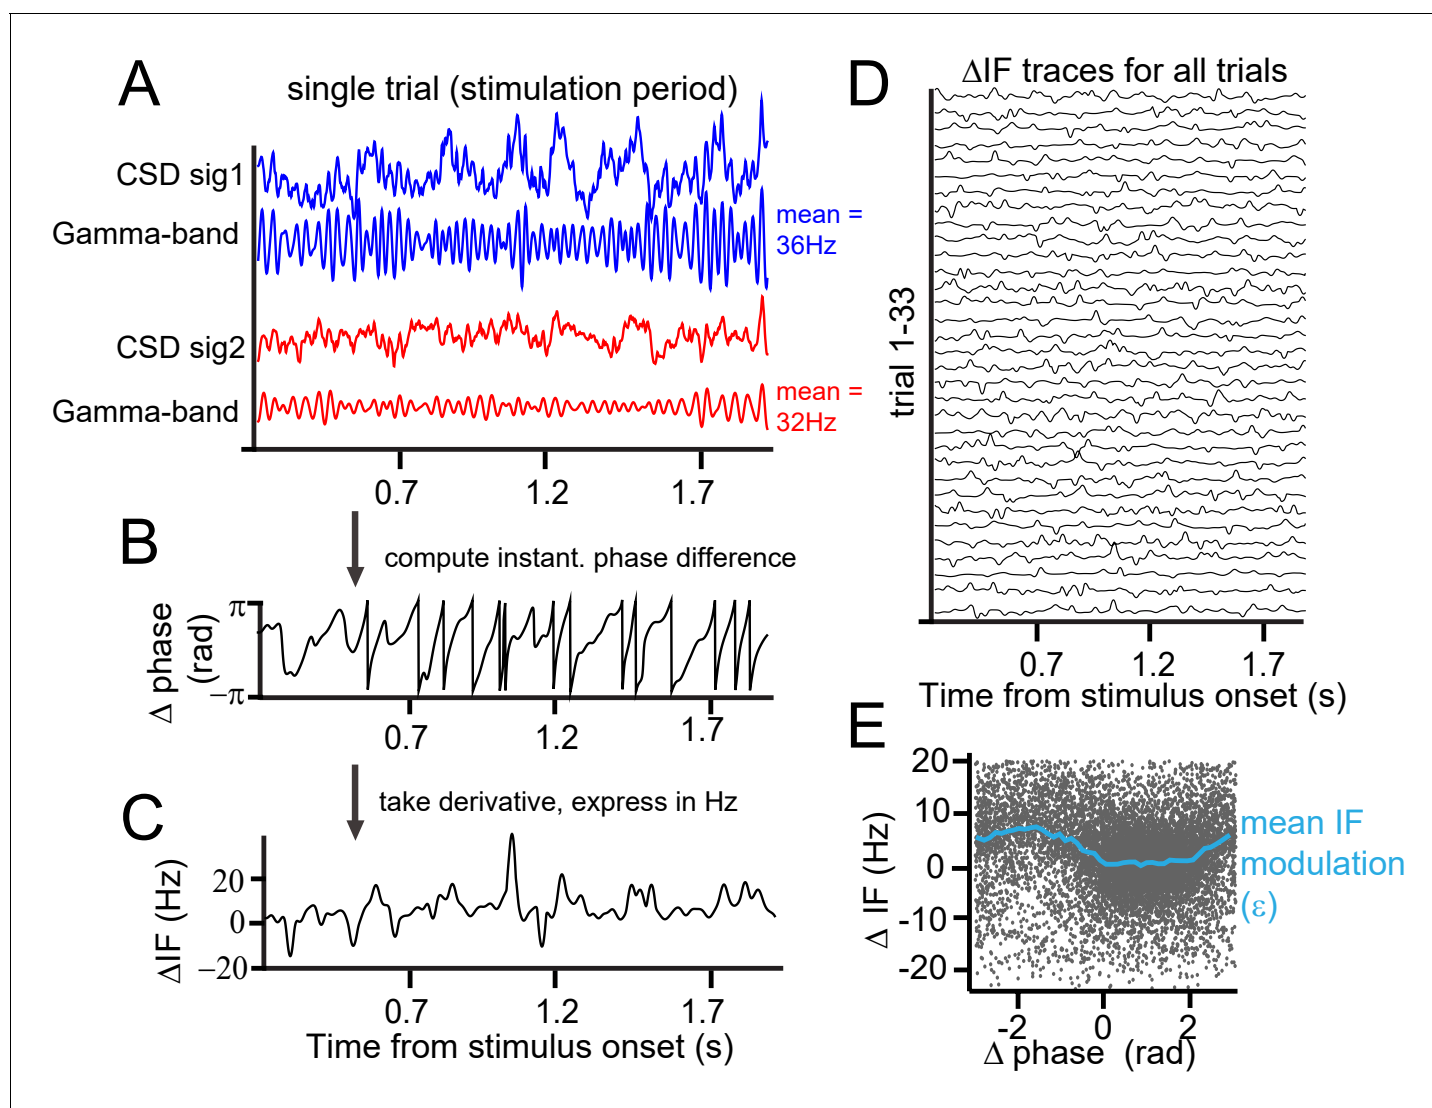 A
single trial (stimulation period)
CSD sig1
Gamma-band
mean =
36Hz
CSD sig2
Gamma-band
mean =
32Hz
0.7
1.2
1.7
B
compute instant. phase difference
Δ phase
(rad)
π
−π
0.7
1.2
1.7
C
take derivative, express in Hz
ΔIF (Hz)
20
0
−20
0.7
1.2
1.7
Time from stimulus onset (s)
D
ΔIF traces for all trials
trial 1-33
0.7
1.2
1.7
Time from stimulus onset (s)
E
Δ IF (Hz)
20
10
0
-10
-20
mean IF
modulation
(ε)
-2
0
2
Δ phase (rad)